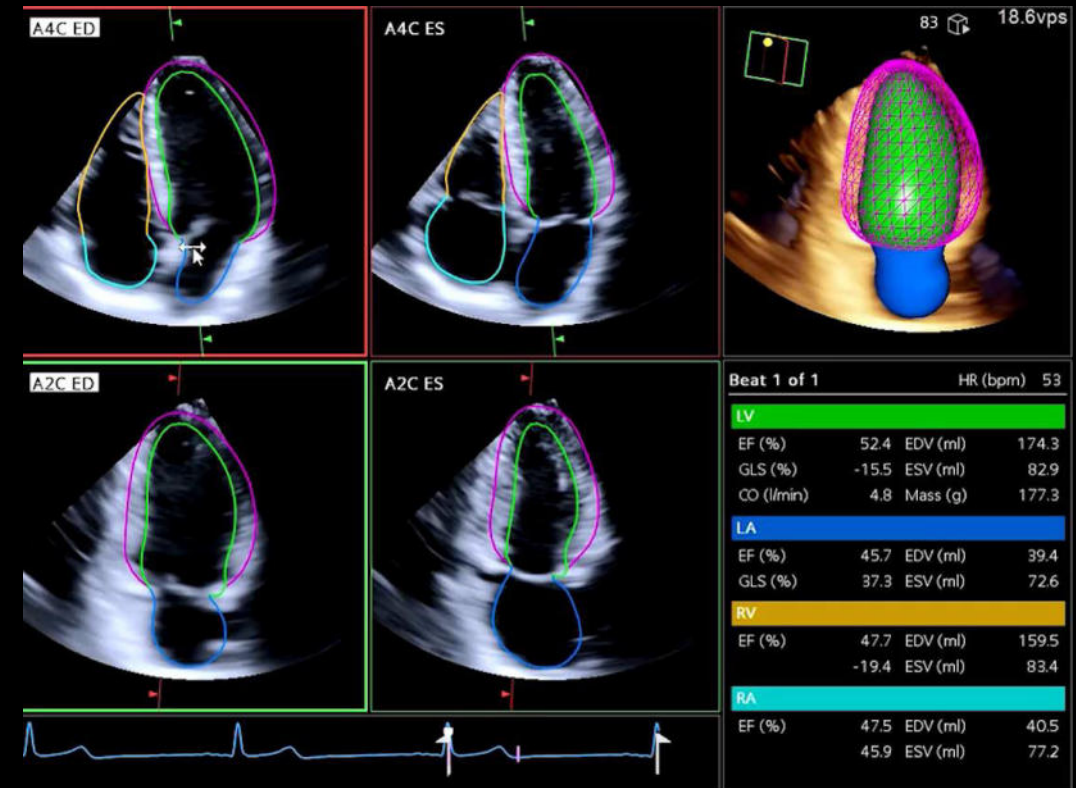 A4C ED
A4C ES
83
18.6vps
A2C ED
A2C ES
Beat 1 of 1 HR (bpm) 53
LV
EF (%) 52.4 EDV (ml) 174.3
GLS (%) -15.5 ESV (ml) 82.9
CO (l/min) 4.8 Mass (g) 177.3
LA
EF (%) 45.7 EDV (ml) 39.4
GLS (%) 37.3 ESV (ml) 72.6
RV
EF (%) 47.7 EDV (ml) 159.5
-19.4 ESV (ml) 83.4
RA
EF (%) 47.5 EDV (ml) 40.5
45.9 ESV (ml) 77.2